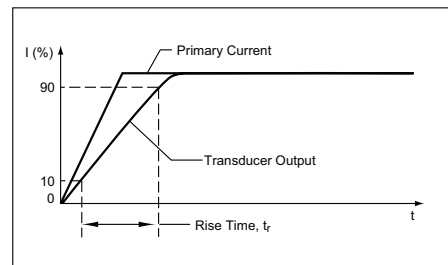 I (%)
Primary Current
90
Transducer Output
10
0
t
Rise Time, tr